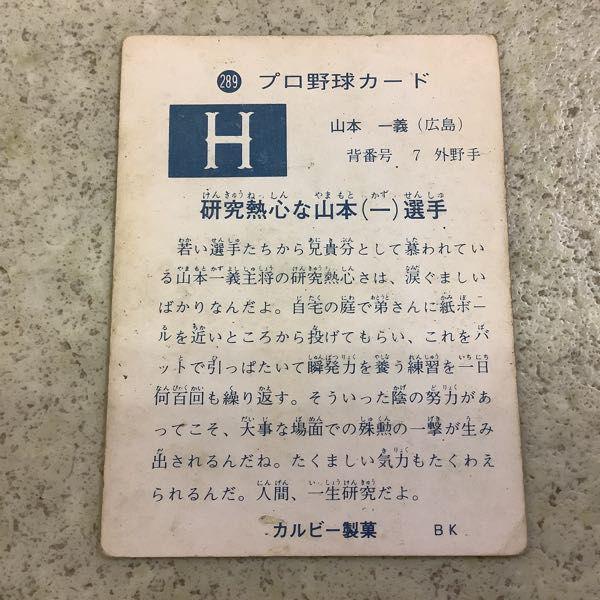 289 プロ野球カード
H
山本 一義(広島)
背番号 7 外野手
研究熱心な山本(一)選手
若い選手たちから兄貴分として慕われてい
る山本一義主将の研究熱心さは、涙ぐましい
ばかりなんだよ。自宅の庭で弟さんに紙ボー
ルを近いところから投げてもらい、これをバ
ットで引っぱたいて瞬発力を養う練習を一日
何百回も繰り返す。そういった陰の努力があ
ってこそ、大事な場面での殊勲の一撃が生み
出されるんだね。たくましい気力もたくわえ
られるんだ。人間、一生研究だよ。
カルビー製菓 BK